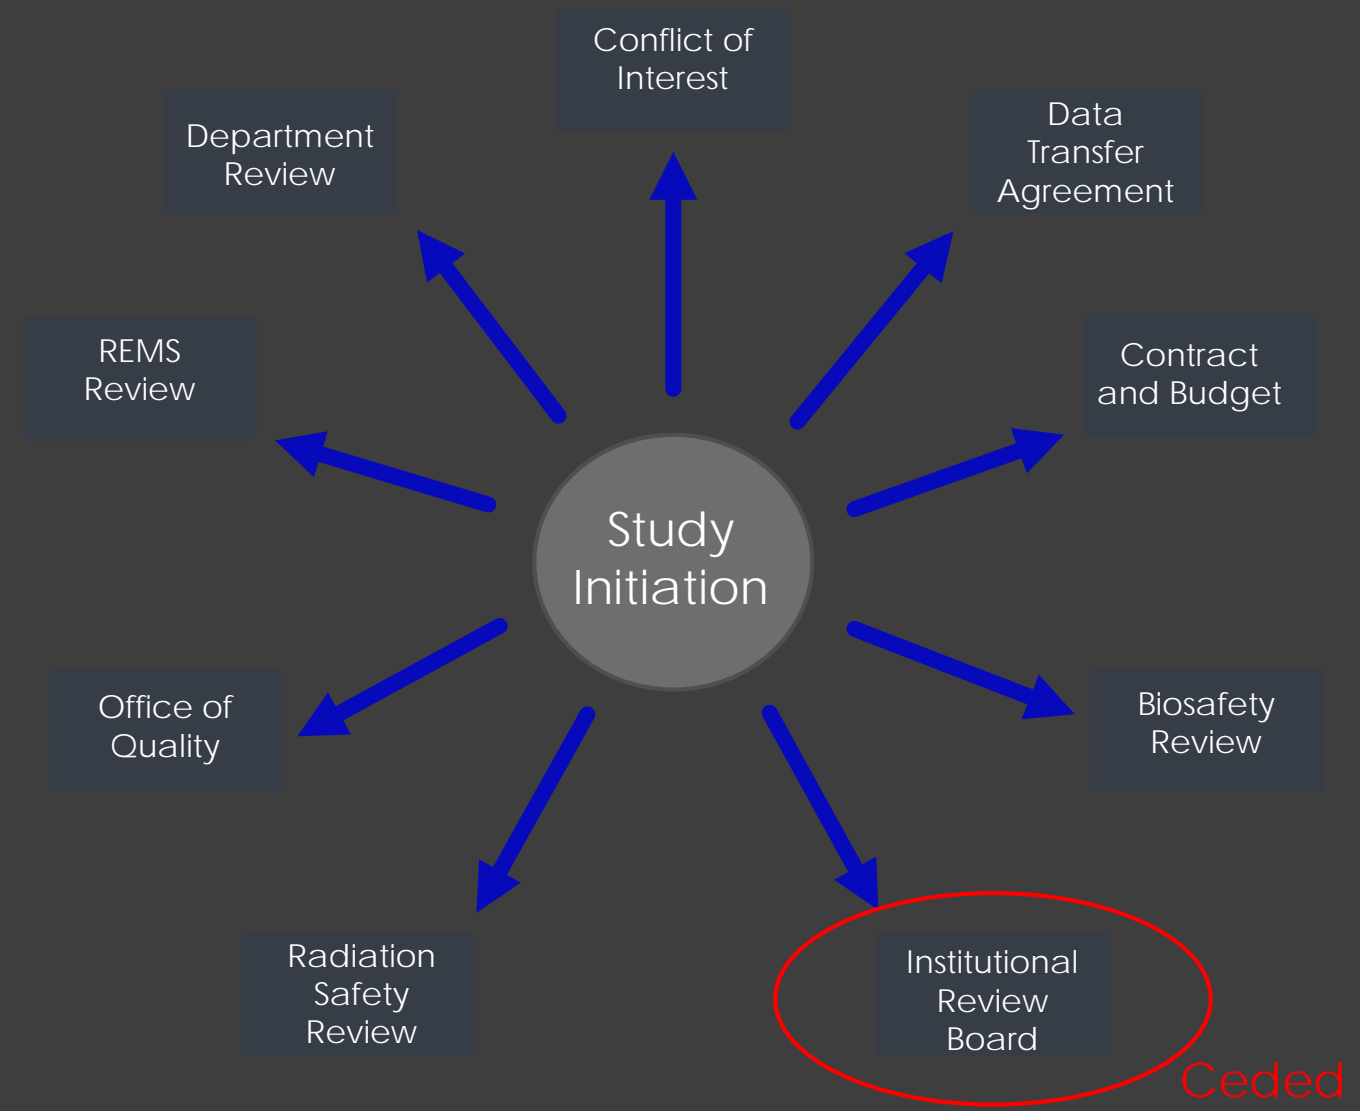 Conflict of
Interest
Department
Review
Data
Transfer
Agreement
REMS
Review
Contract
and Budget
Study
Initiation
Office of
Quality
Biosafety
Review
Radiation
Safety
Review
Institutional
Review
Board
Ceded